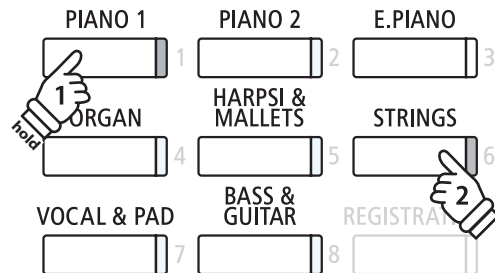 PIANO 1 PIANO 2 E.PIANO
1 2 3
1
hold
ORGAN HARPSI & MALLETS STRINGS
4 5 6
2
VOCAL & PAD BASS & GUITAR
7 8